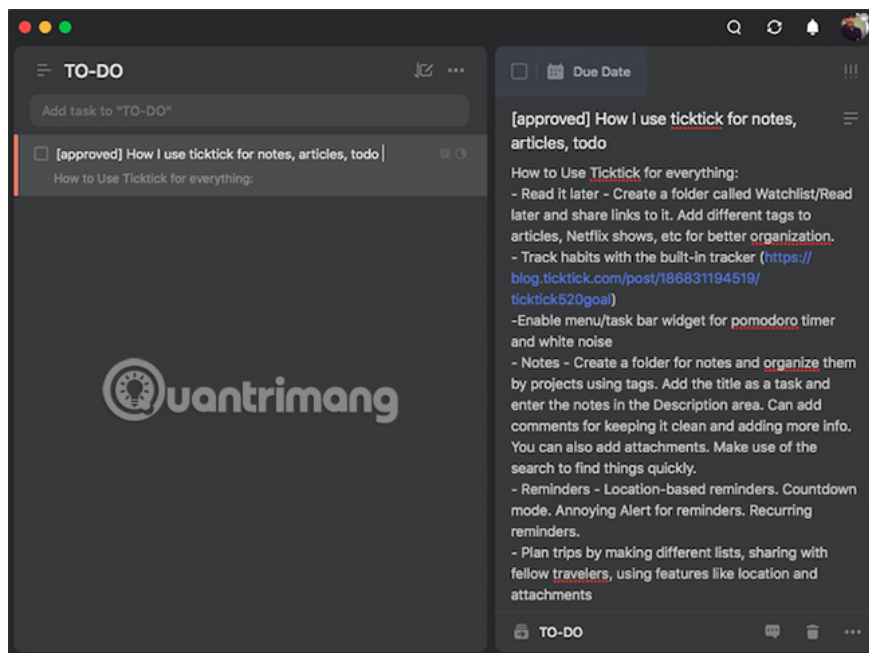 TO-DO
Add task to "TO-DO"
[approved] How I use ticktick for notes, articles, todo
How to Use Ticktick for everything:
Quantrimang
Due Date
[approved] How I use ticktick for notes,
articles, todo
How to Use Ticktick for everything:
- Read it later - Create a folder called Watchlist/Read
later and share links to it. Add different tags to
articles, Netflix shows, etc for better organization.
- Track habits with the built-in tracker (https://
blog.ticktick.com/post/186831194519/
ticktick520goal)
-Enable menu/task bar widget for pomodoro timer
and white noise
- Notes - Create a folder for notes and organize them
by projects using tags. Add the title as a task and
enter the notes in the Description area. Can add
comments for keeping it clean and adding more info.
You can also add attachments. Make use of the
search to find things quickly.
- Reminders - Location-based reminders. Countdown
mode. Annoying Alert for reminders. Recurring
reminders.
- Plan trips by making different lists, sharing with
fellow travelers, using features like location and
attachments
TO-DO